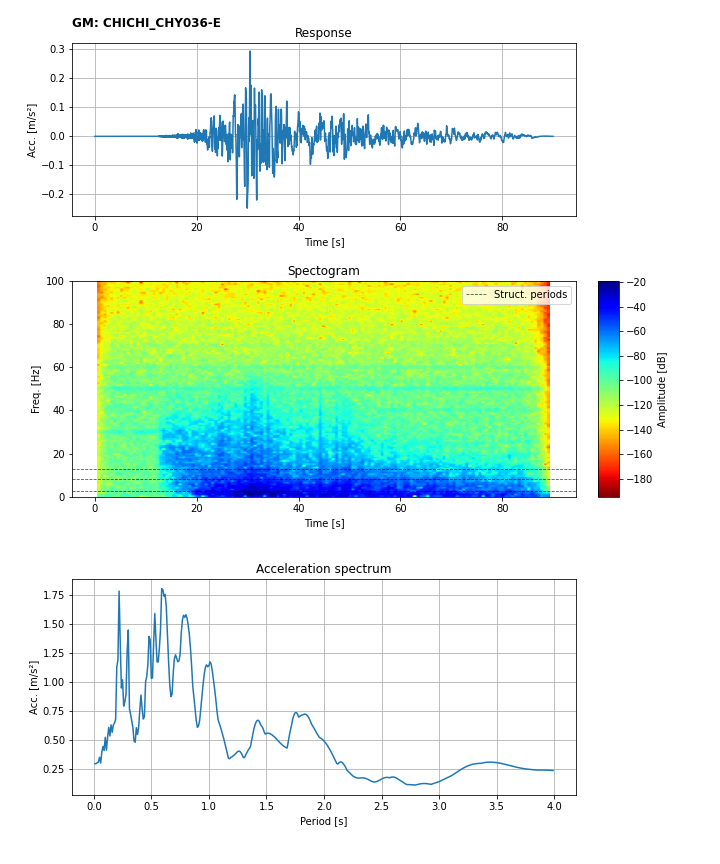 GM: CHICHI_CHY036-E
Response
0.3
0.2
0.1
0.0
−0.1
−0.2
Acc. [m/s²]
0 20 40 60 80
Time [s]
Spectogram
100
80
60
40
20
0
Freq. [Hz]
Struct. periods
0 20 40 60 80
Time [s]
−20
−40
−60
−80
−100
−120
−140
−160
−180
Amplitude [dB]
Acceleration spectrum
1.75
1.50
1.25
1.00
0.75
0.50
0.25
Acc. [m/s²]
0.0 0.5 1.0 1.5 2.0 2.5 3.0 3.5 4.0
Period [s]